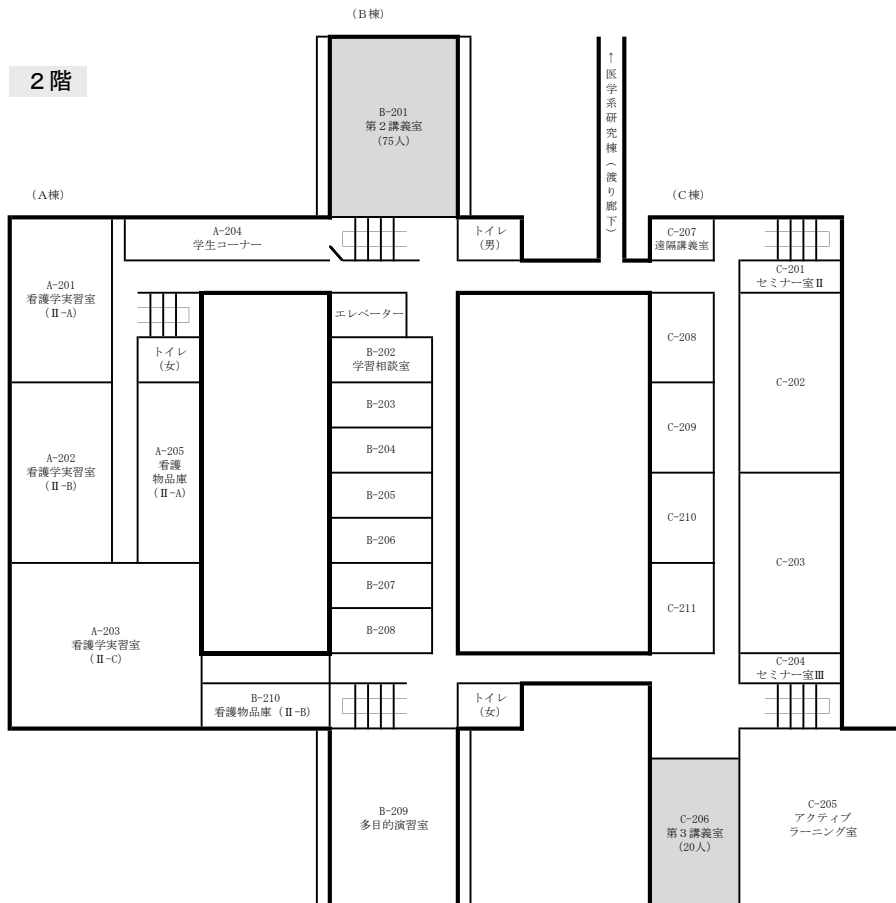 （B棟）
２階
B-201
第２講義室
(75人)
↑医学系研究棟（渡り廊下）
（A棟）
（C棟）
A-204
学生コーナー
トイレ
（男）
C-207
遠隔講義室
C-201
セミナー室Ⅱ
A-201
看護学実習室
（Ⅱ-A）
エレベーター
トイレ
（女）
B-202
学習相談室
C-208
C-202
B-203
C-209
A-202
看護学実習室
（Ⅱ-B）
A-205
看護
物品庫
（Ⅱ-A）
B-204
B-205
C-210
B-206
C-203
B-207
C-211
A-203
看護学実習室
（Ⅱ-C）
B-208
C-204
セミナー室Ⅲ
B-210
看護物品庫（Ⅱ-B）
トイレ
（女）
B-209
多目的演習室
C-206
第３講義室
(20人)
C-205
アクティブ
ラーニング室